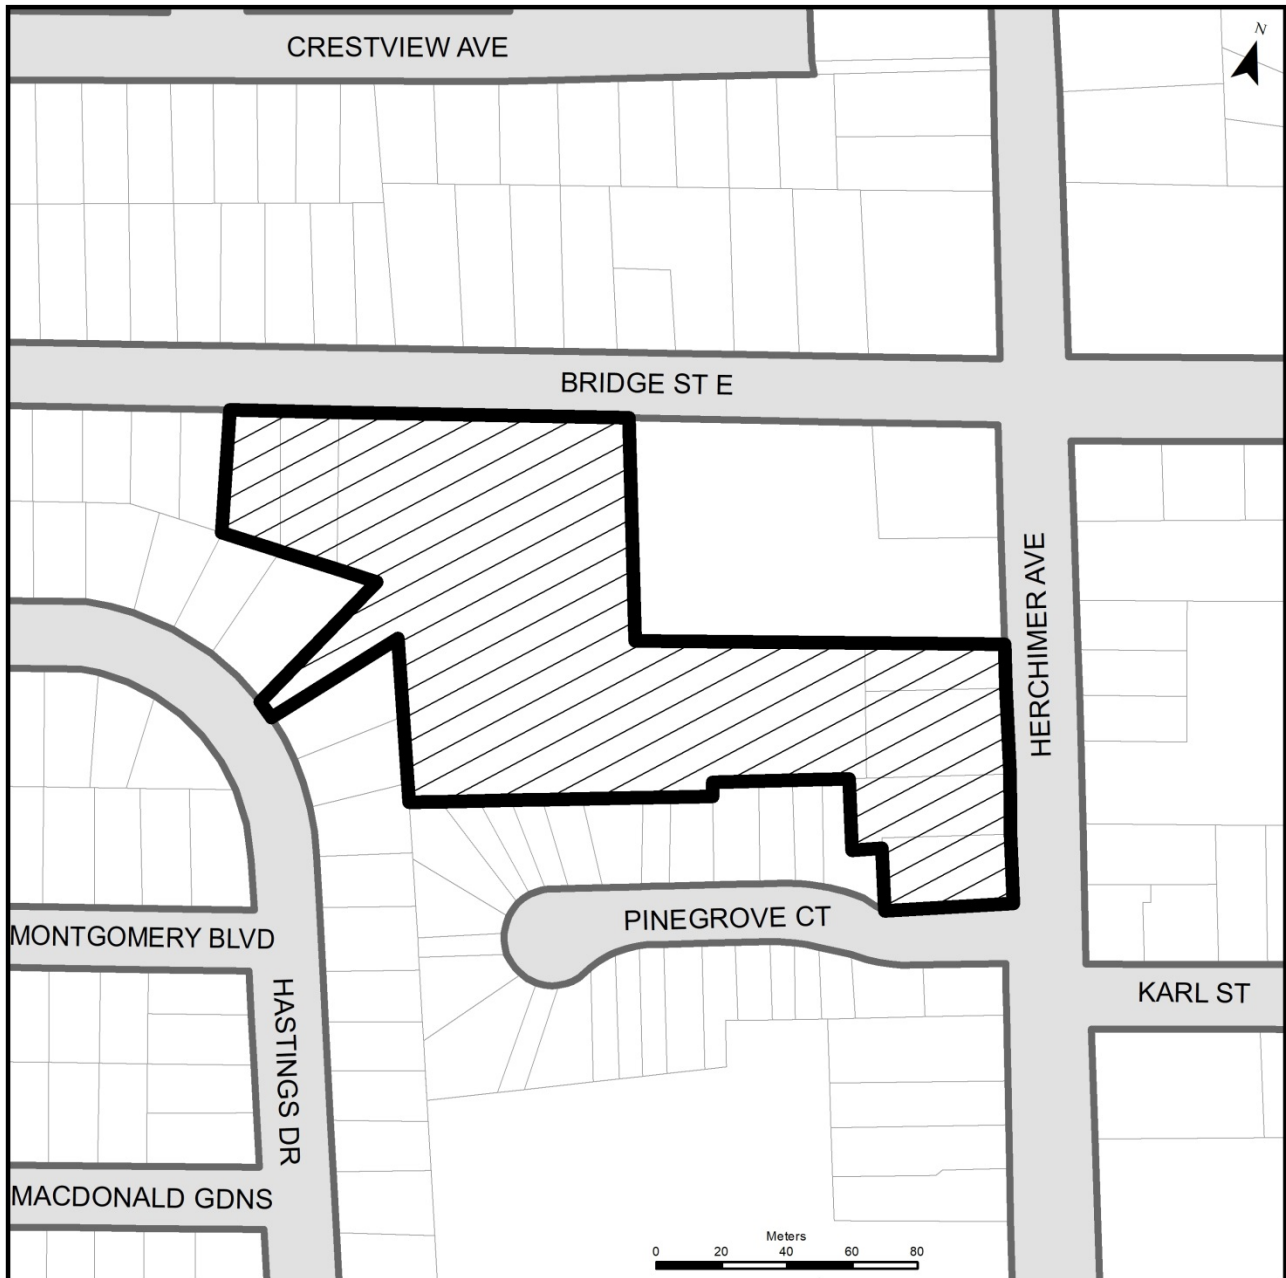 CRESTVIEW AVE
N
BRIDGE ST E
HERCHIMER AVE
PINEGROVE CT
MONTGOMERY BLVD
KARL ST
HASTINGS DR
MACDONALD GDNS
Meters
0 20 40 60 80